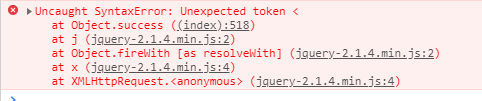 Uncaught SyntaxError: Unexpected token <
at Object.success ((index):518)
at j (jquery-2.1.4.min.js:2)
at Object.fireWith [as resolveWith] (jquery-2.1.4.min.js:2)
at x (jquery-2.1.4.min.js:4)
at XMLHttpRequest.<anonymous> (jquery-2.1.4.min.js:4)